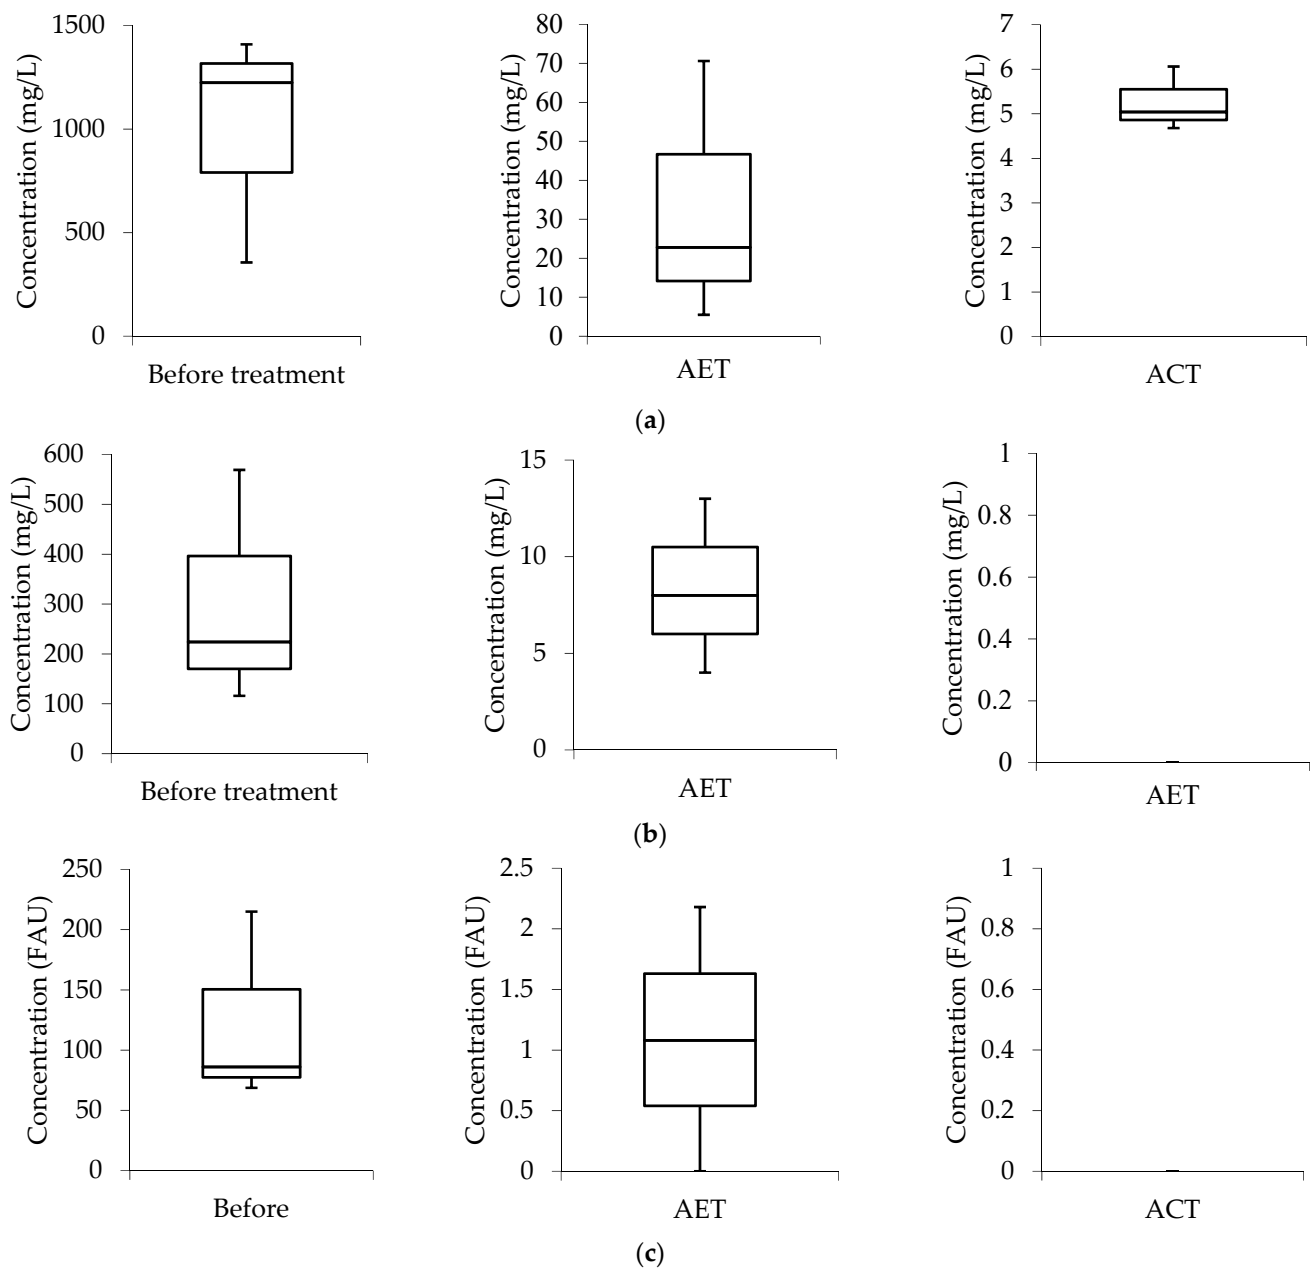 Concentration (mg/L)
1500
1000
500
0
Before treatment
Concentration (mg/L)
80
70
60
50
40
30
20
10
0
AET
Concentration (mg/L)
7
6
5
4
3
2
1
0
ACT
(a)
Concentration (mg/L)
600
500
400
300
200
100
0
Before treatment
Concentration (mg/L)
15
10
5
0
AET
Concentration (mg/L)
1
0.8
0.6
0.4
0.2
0
AET
(b)
Concentration (FAU)
250
200
150
100
50
0
Before
Concentration (FAU)
2.5
2
1.5
1
0.5
0
AET
Concentration (FAU)
1
0.8
0.6
0.4
0.2
0
ACT
(c)